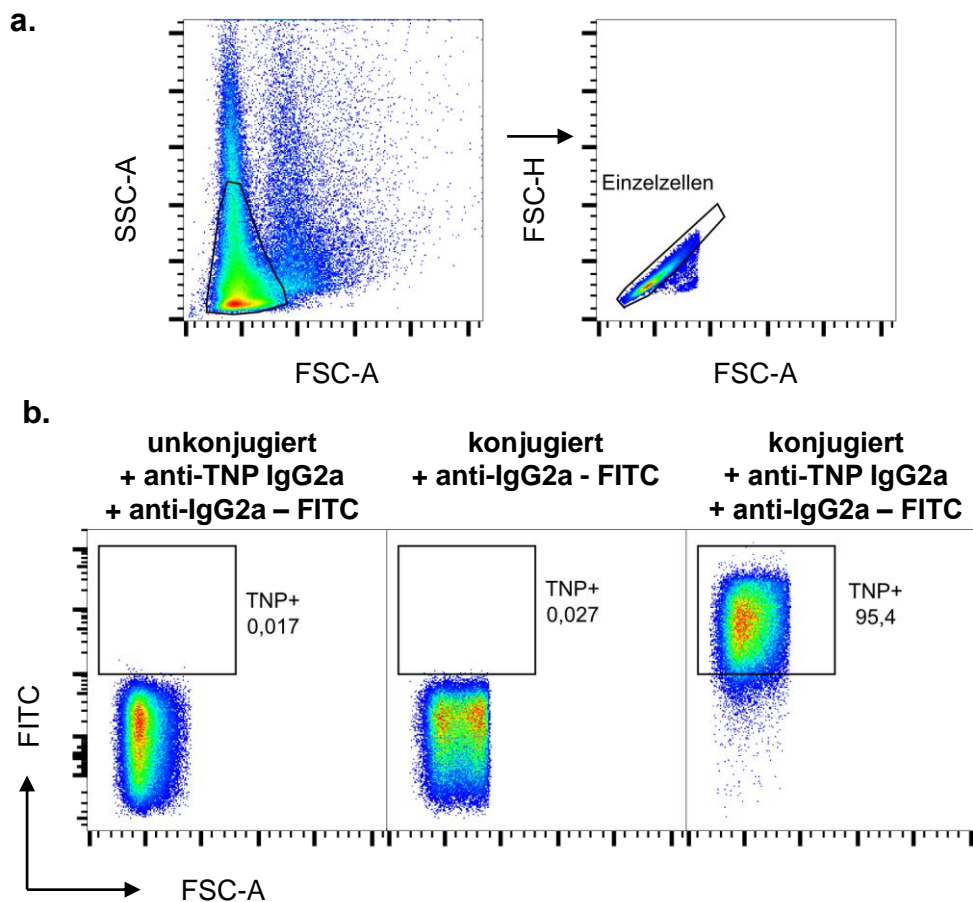 a.
SSC-A
FSC-A
FSC-H
Einzelzellen
FSC-A
b.
unkonjugiert
+ anti-TNP IgG2a
+ anti-IgG2a – FITC
konjugiert
+ anti-IgG2a - FITC
konjugiert
+ anti-TNP IgG2a
+ anti-IgG2a – FITC
TNP+
0,017
TNP+
0,027
TNP+
95,4
FITC
FSC-A